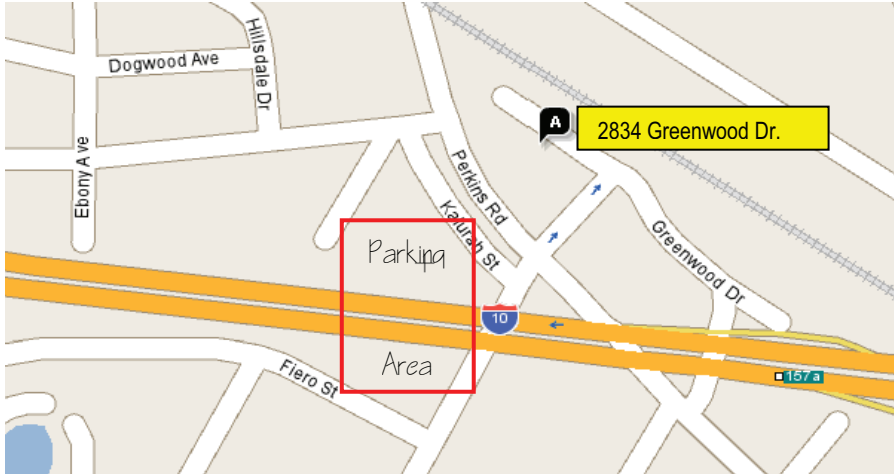 Hillsdale Dr
Dogwood Ave
A
2834 Greenwood Dr.
Ebony Ave
Perkins Rd
Kalurah St
Greenwood Dr
Parking
10
Area
157a
Fiero St